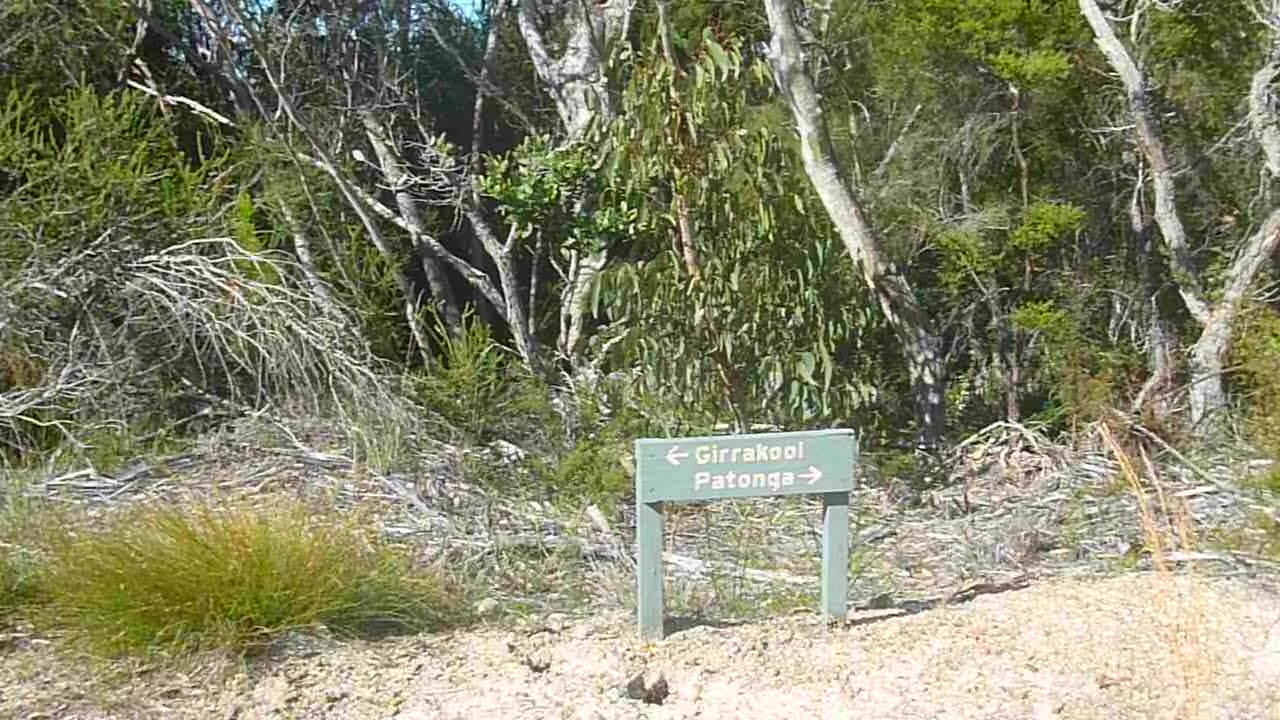 ← Girrakool
Patonga →